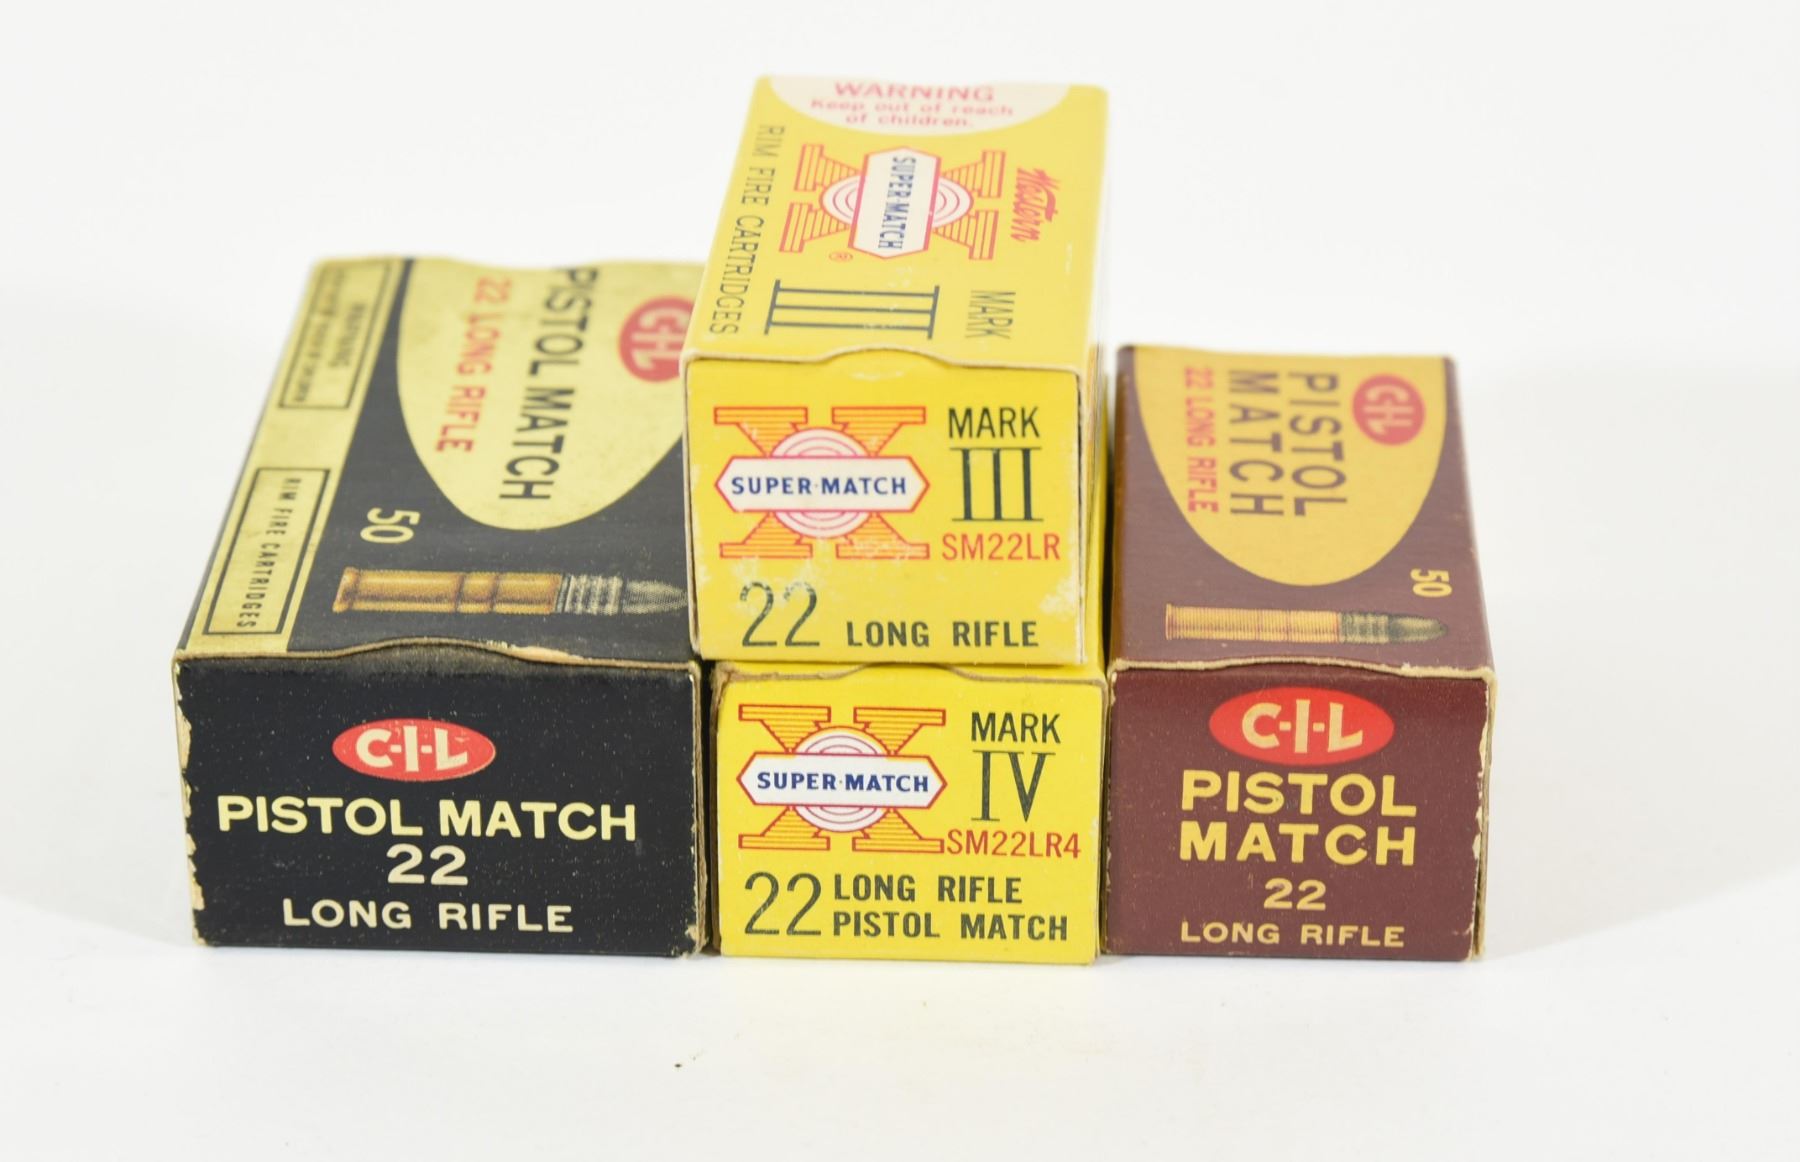 C-I-L
PISTOL MATCH
22 LONG RIFLE
50
RIM FIRE CARTRIDGES
C-I-L
PISTOL MATCH
22
LONG RIFLE
WARNING
Keep out of reach
of children.
Western
SUPER-MATCH
®
MARK
III
RIM FIRE CARTRIDGES
SUPER·MATCH
MARK
III
SM22LR
22 LONG RIFLE
SUPER·MATCH
MARK
IV
SM22LR4
22 LONG RIFLE
PISTOL MATCH
C-I-L
PISTOL
MATCH
22 LONG RIFLE
50
C-I-L
PISTOL
MATCH
22
LONG RIFLE